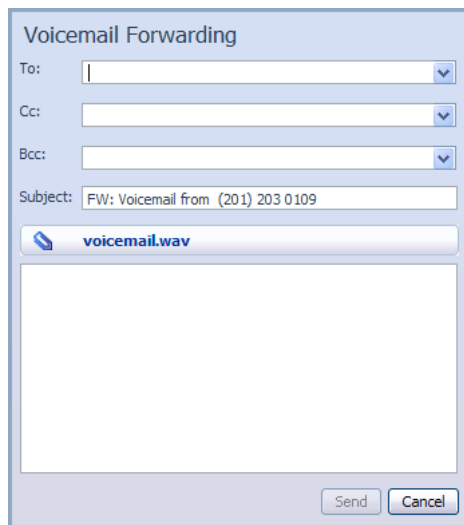 Voicemail Forwarding
To:
Cc:
Bcc:
Subject: FW: Voicemail from (201) 203 0109
voicemail.wav
Send Cancel